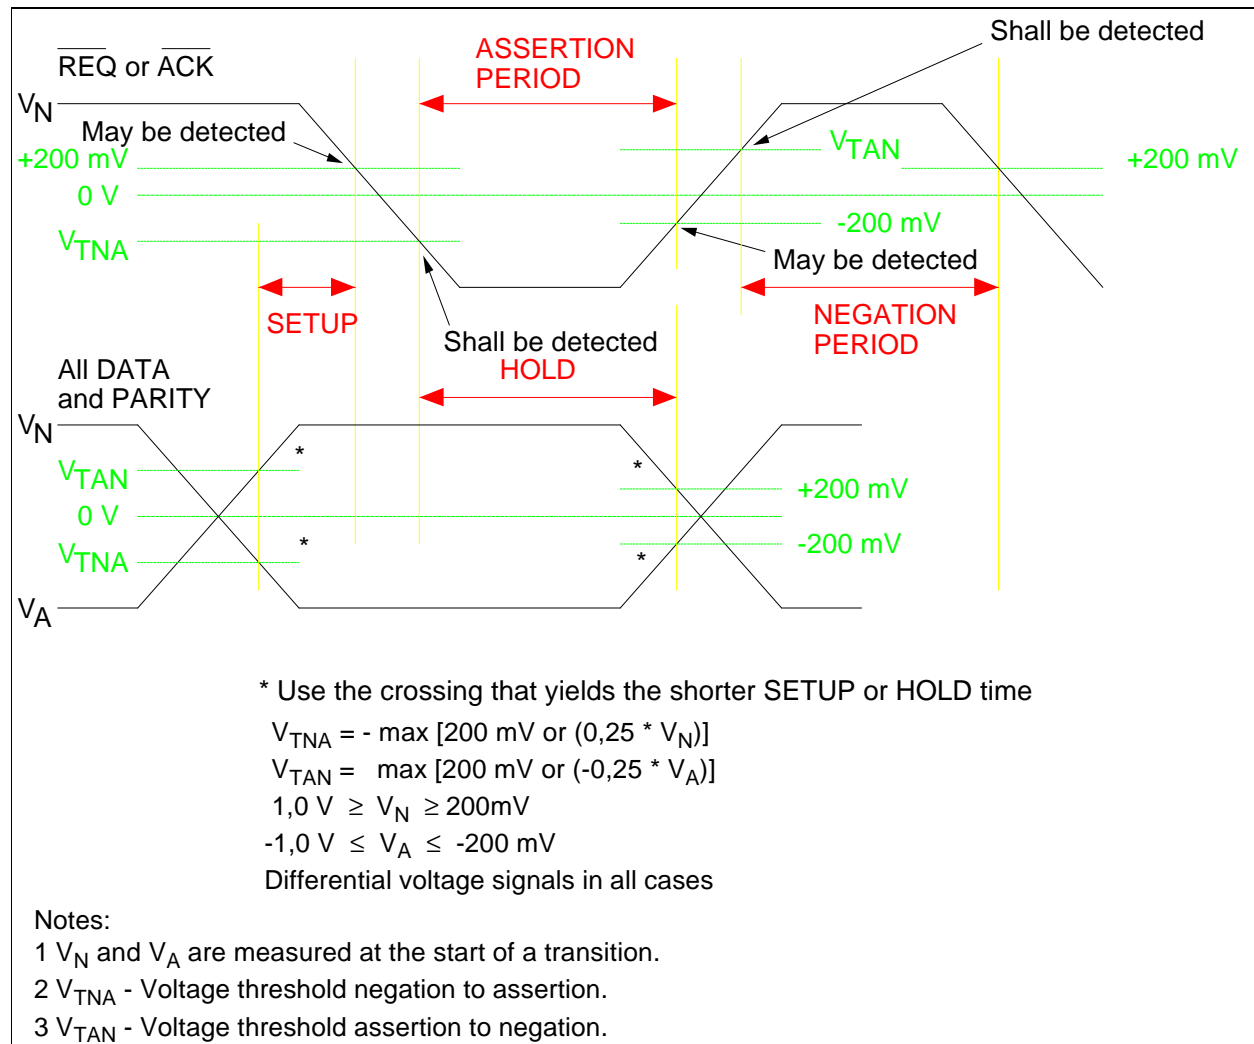 REQ or ACK
ASSERTION
PERIOD
Shall be detected
VN
May be detected
+200 mV
0 V
VTNA
VTAN
+200 mV
-200 mV
May be detected
SETUP
NEGATION
PERIOD
Shall be detected
HOLD
All DATA
and PARITY
VN
*
*
VTAN
+200 mV
0 V
*
*
-200 mV
VTNA
VA
* Use the crossing that yields the shorter SETUP or HOLD time
VTNA = - max [200 mV or (0,25 * VN)]
VTAN = max [200 mV or (-0,25 * VA)]
1,0 V ≥ VN ≥ 200mV
-1,0 V ≤ VA ≤ -200 mV
Differential voltage signals in all cases
Notes:
1 VN and VA are measured at the start of a transition.
2 VTNA - Voltage threshold negation to assertion.
3 VTAN - Voltage threshold assertion to negation.